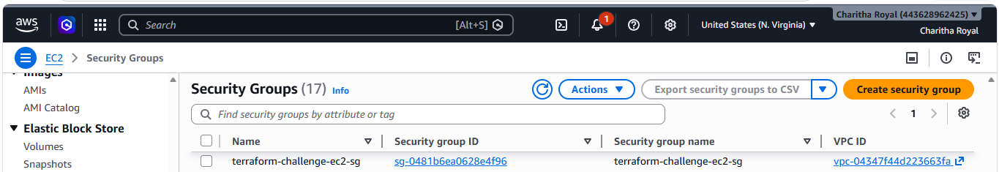 aws
Search [Alt+S]
1
United States (N. Virginia)
Charitha Royal (443628962425)
Charitha Royal
EC2 > Security Groups
Images
AMIs
AMI Catalog
Elastic Block Store
Volumes
Snapshots
Security Groups (17) Info
Actions
Export security groups to CSV
Create security group
Find security groups by attribute or tag
1
Name Security group ID Security group name VPC ID
terraform-challenge-ec2-sg sg-0481b6ea0628e4f96 terraform-challenge-ec2-sg vpc-04347f44d223663fa